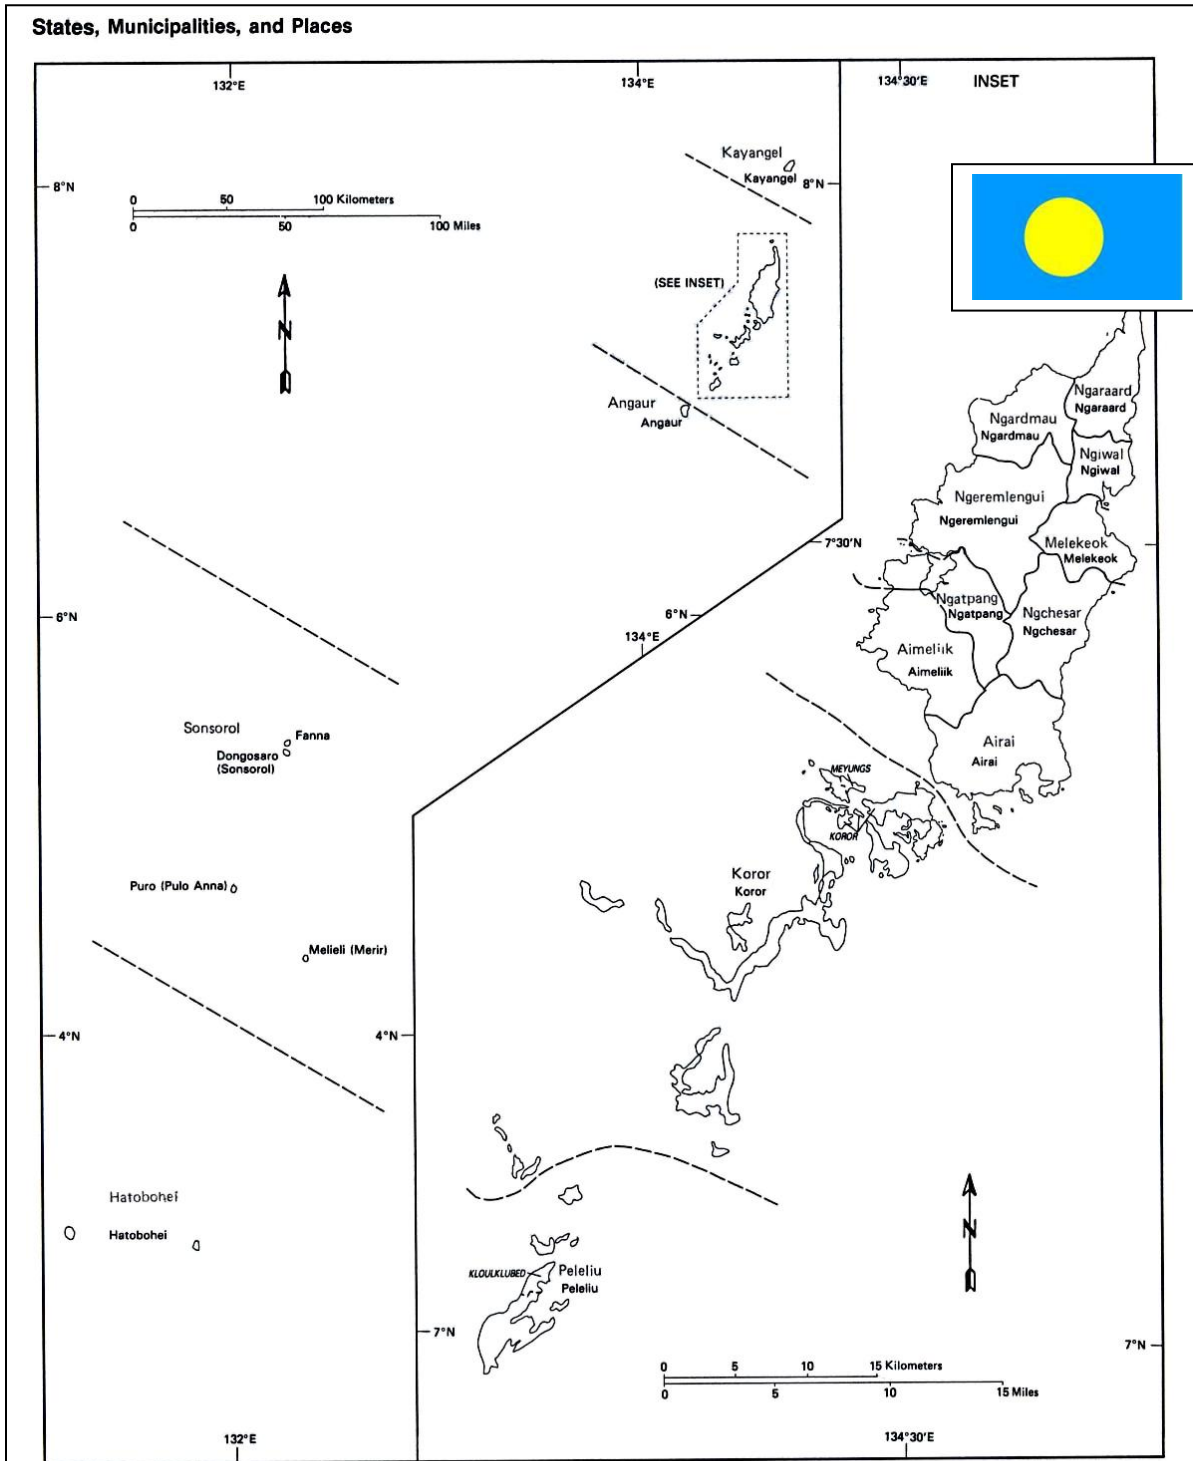 States, Municipalities, and Places
132°E
134°E
134°30'E
INSET
Kayangel
Kayangel
8°N
8°N
0 50 100 Kilometers
0 50 100 Miles
N
(SEE INSET)
Angaur
Angaur
Ngaraard
Ngaraard
Ngardmau
Ngardmau
Ngiwal
Ngiwal
Ngeremlengui
Ngeremlengui
7°30'N
Melekeok
Melekeok
6°N
6°N
134°E
Ngatpang
Ngatpang
Ngchesar
Ngchesar
Aimeliik
Aimeliik
Sonsorol
Fanna
Dongosaro
(Sonsorol)
Airai
Airai
MEYUNGS
KOROR
Koror
Koror
Puro (Pulo Anna)
Melieli (Merir)
4°N
4°N
Hatobohei
Hatobohei
N
KLOULKLUBED
Peleliu
Peleliu
7°N
7°N
0 5 10 15 Kilometers
0 5 10 15 Miles
132°E
134°30'E